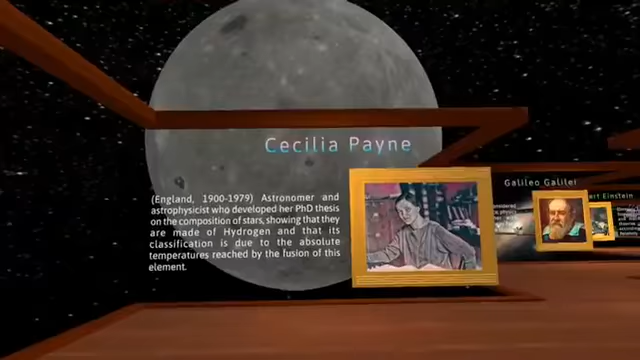 Cecilia Payne
(England, 1900-1979) Astronomer and
astrophysicist who developed her PhD thesis
on the composition of stars, showing that they
are made of Hydrogen and that its
classification is due to the absolute
temperatures reached by the fusion of this
element.
Galileo Galilei
Einstein